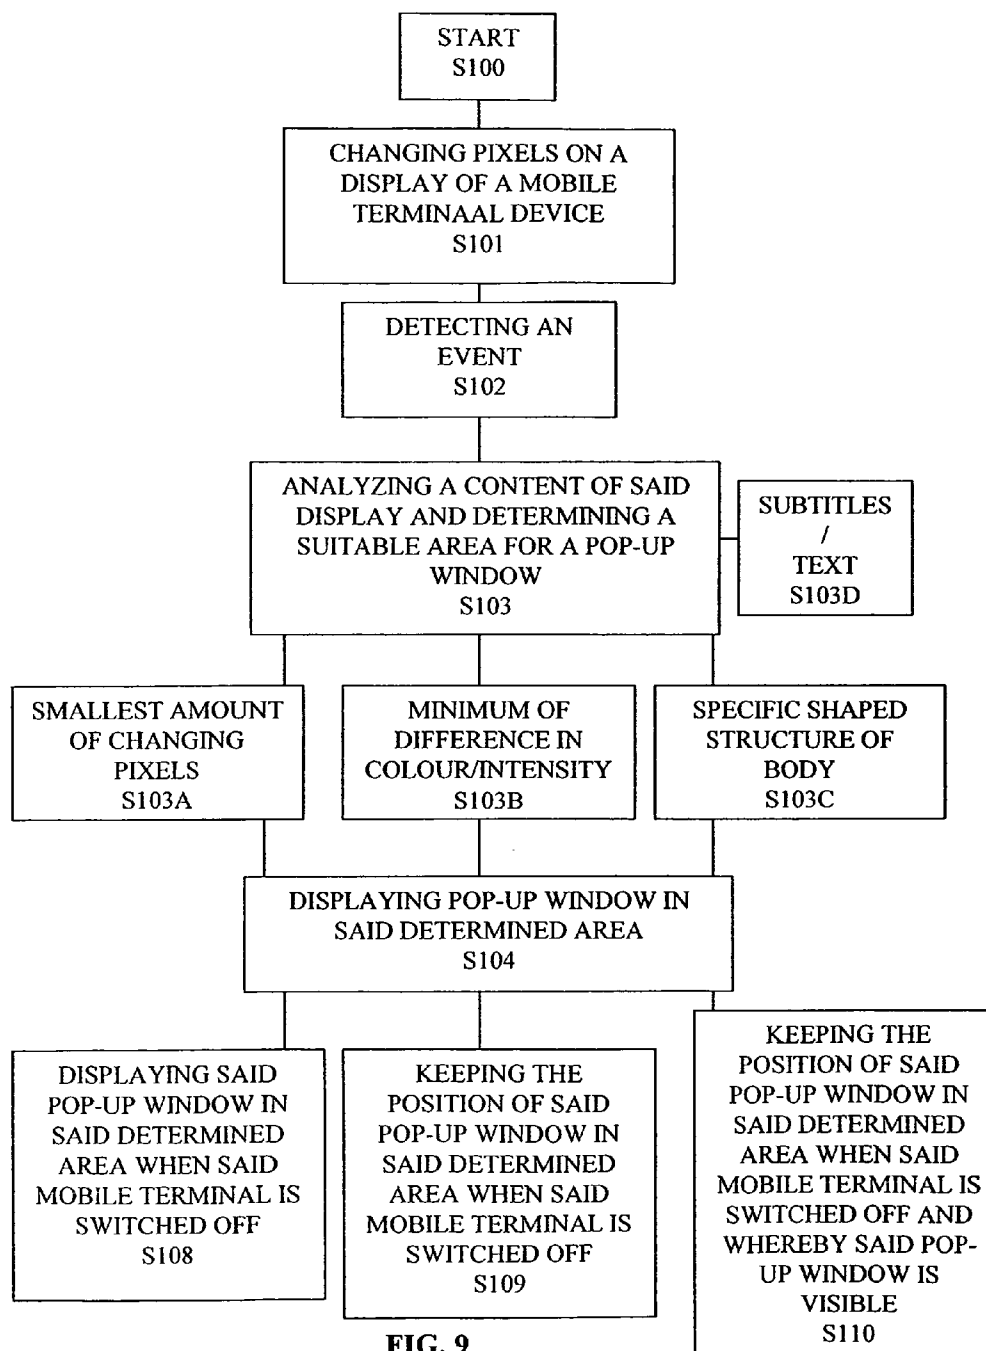 START
S100
CHANGING PIXELS ON A
DISPLAY OF A MOBILE
TERMINAAL DEVICE
S101
DETECTING AN
EVENT
S102
ANALYZING A CONTENT OF SAID
DISPLAY AND DETERMINING A
SUITABLE AREA FOR A POP-UP
WINDOW
S103
SUBTITLES
/
TEXT
S103D
SMALLEST AMOUNT
OF CHANGING
PIXELS
S103A
MINIMUM OF
DIFFERENCE IN
COLOUR/INTENSITY
S103B
SPECIFIC SHAPED
STRUCTURE OF
BODY
S103C
DISPLAYING POP-UP WINDOW IN
SAID DETERMINED AREA
S104
DISPLAYING SAID
POP-UP WINDOW IN
SAID DETERMINED
AREA WHEN SAID
MOBILE TERMINAL IS
SWITCHED OFF
S108
KEEPING THE
POSITION OF SAID
POP-UP WINDOW IN
SAID DETERMINED
AREA WHEN SAID
MOBILE TERMINAL IS
SWITCHED OFF
S109
KEEPING THE
POSITION OF SAID
POP-UP WINDOW IN
SAID DETERMINED
AREA WHEN SAID
MOBILE TERMINAL IS
SWITCHED OFF AND
WHEREBY SAID POP-
UP WINDOW IS
VISIBLE
S110
FIG. 9